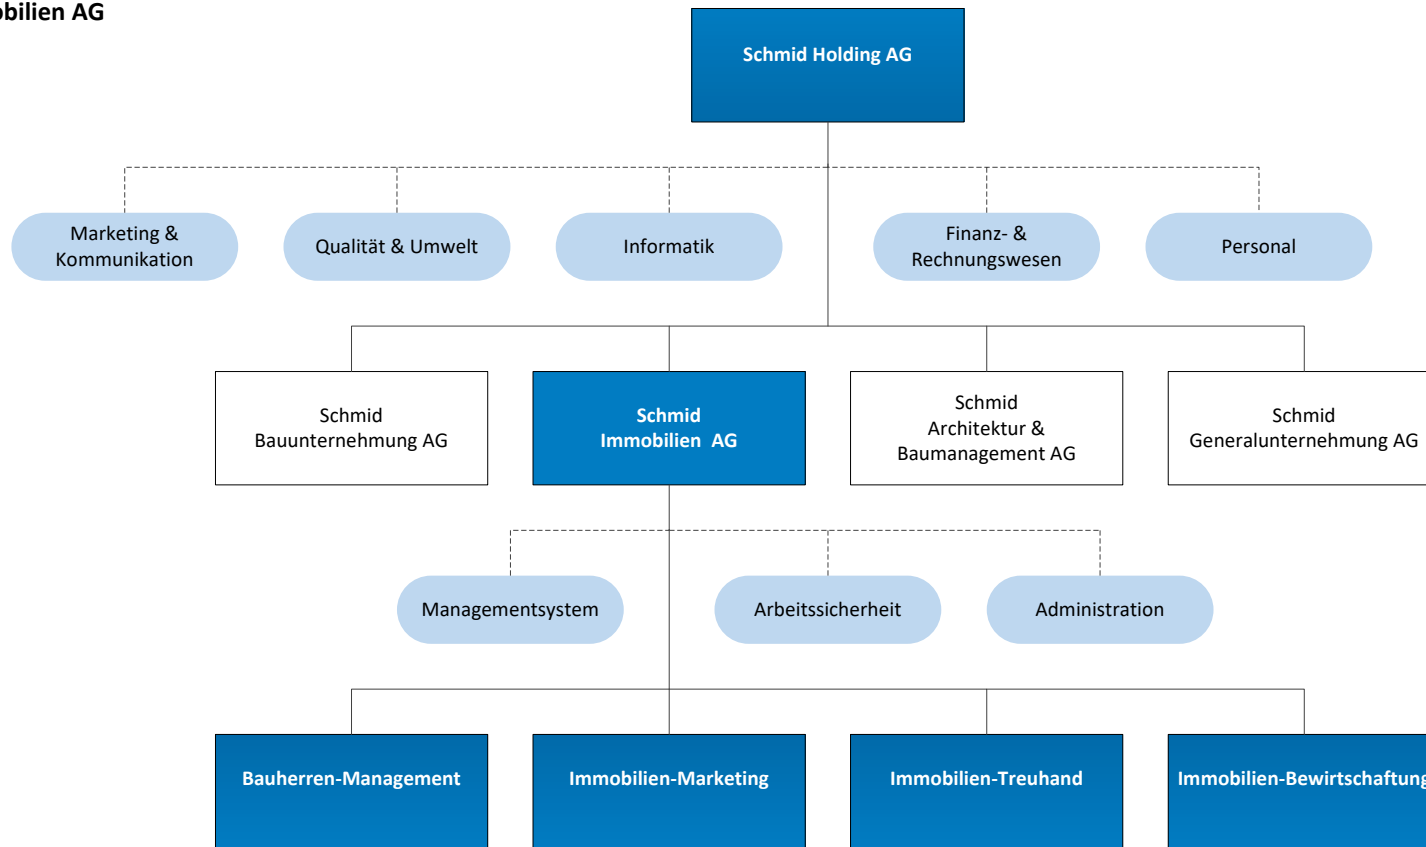 bilien AG
Schmid Holding AG
Marketing &
Kommunikation
Qualität & Umwelt
Informatik
Finanz- &
Rechnungswesen
Personal
Schmid
Bauunternehmung AG
Schmid
Immobilien AG
Schmid
Architektur &
Baumanagement AG
Schmid
Generalunternehmung AG
Managementsystem
Arbeitssicherheit
Administration
Bauherren-Management
Immobilien-Marketing
Immobilien-Treuhand
Immobilien-Bewirtschaftung